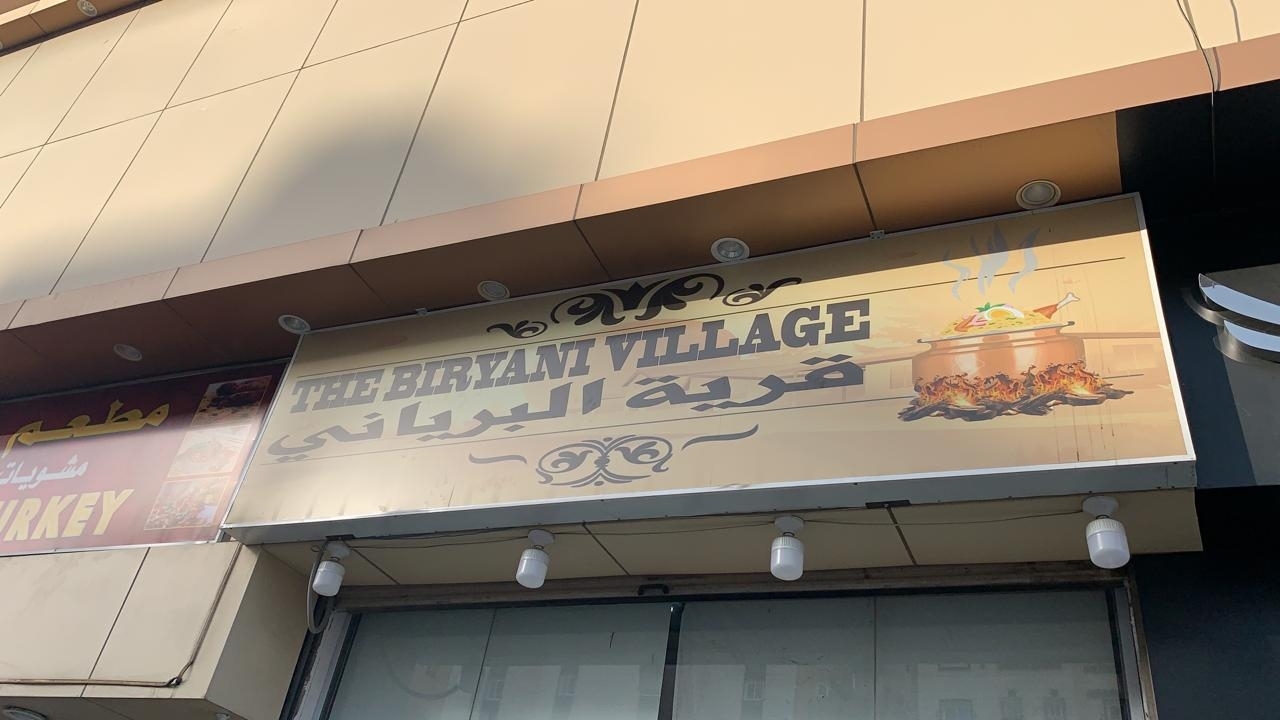 THE BIRYANI VILLAGE
قرية البرياني
مطعم
مشويات
URKEY